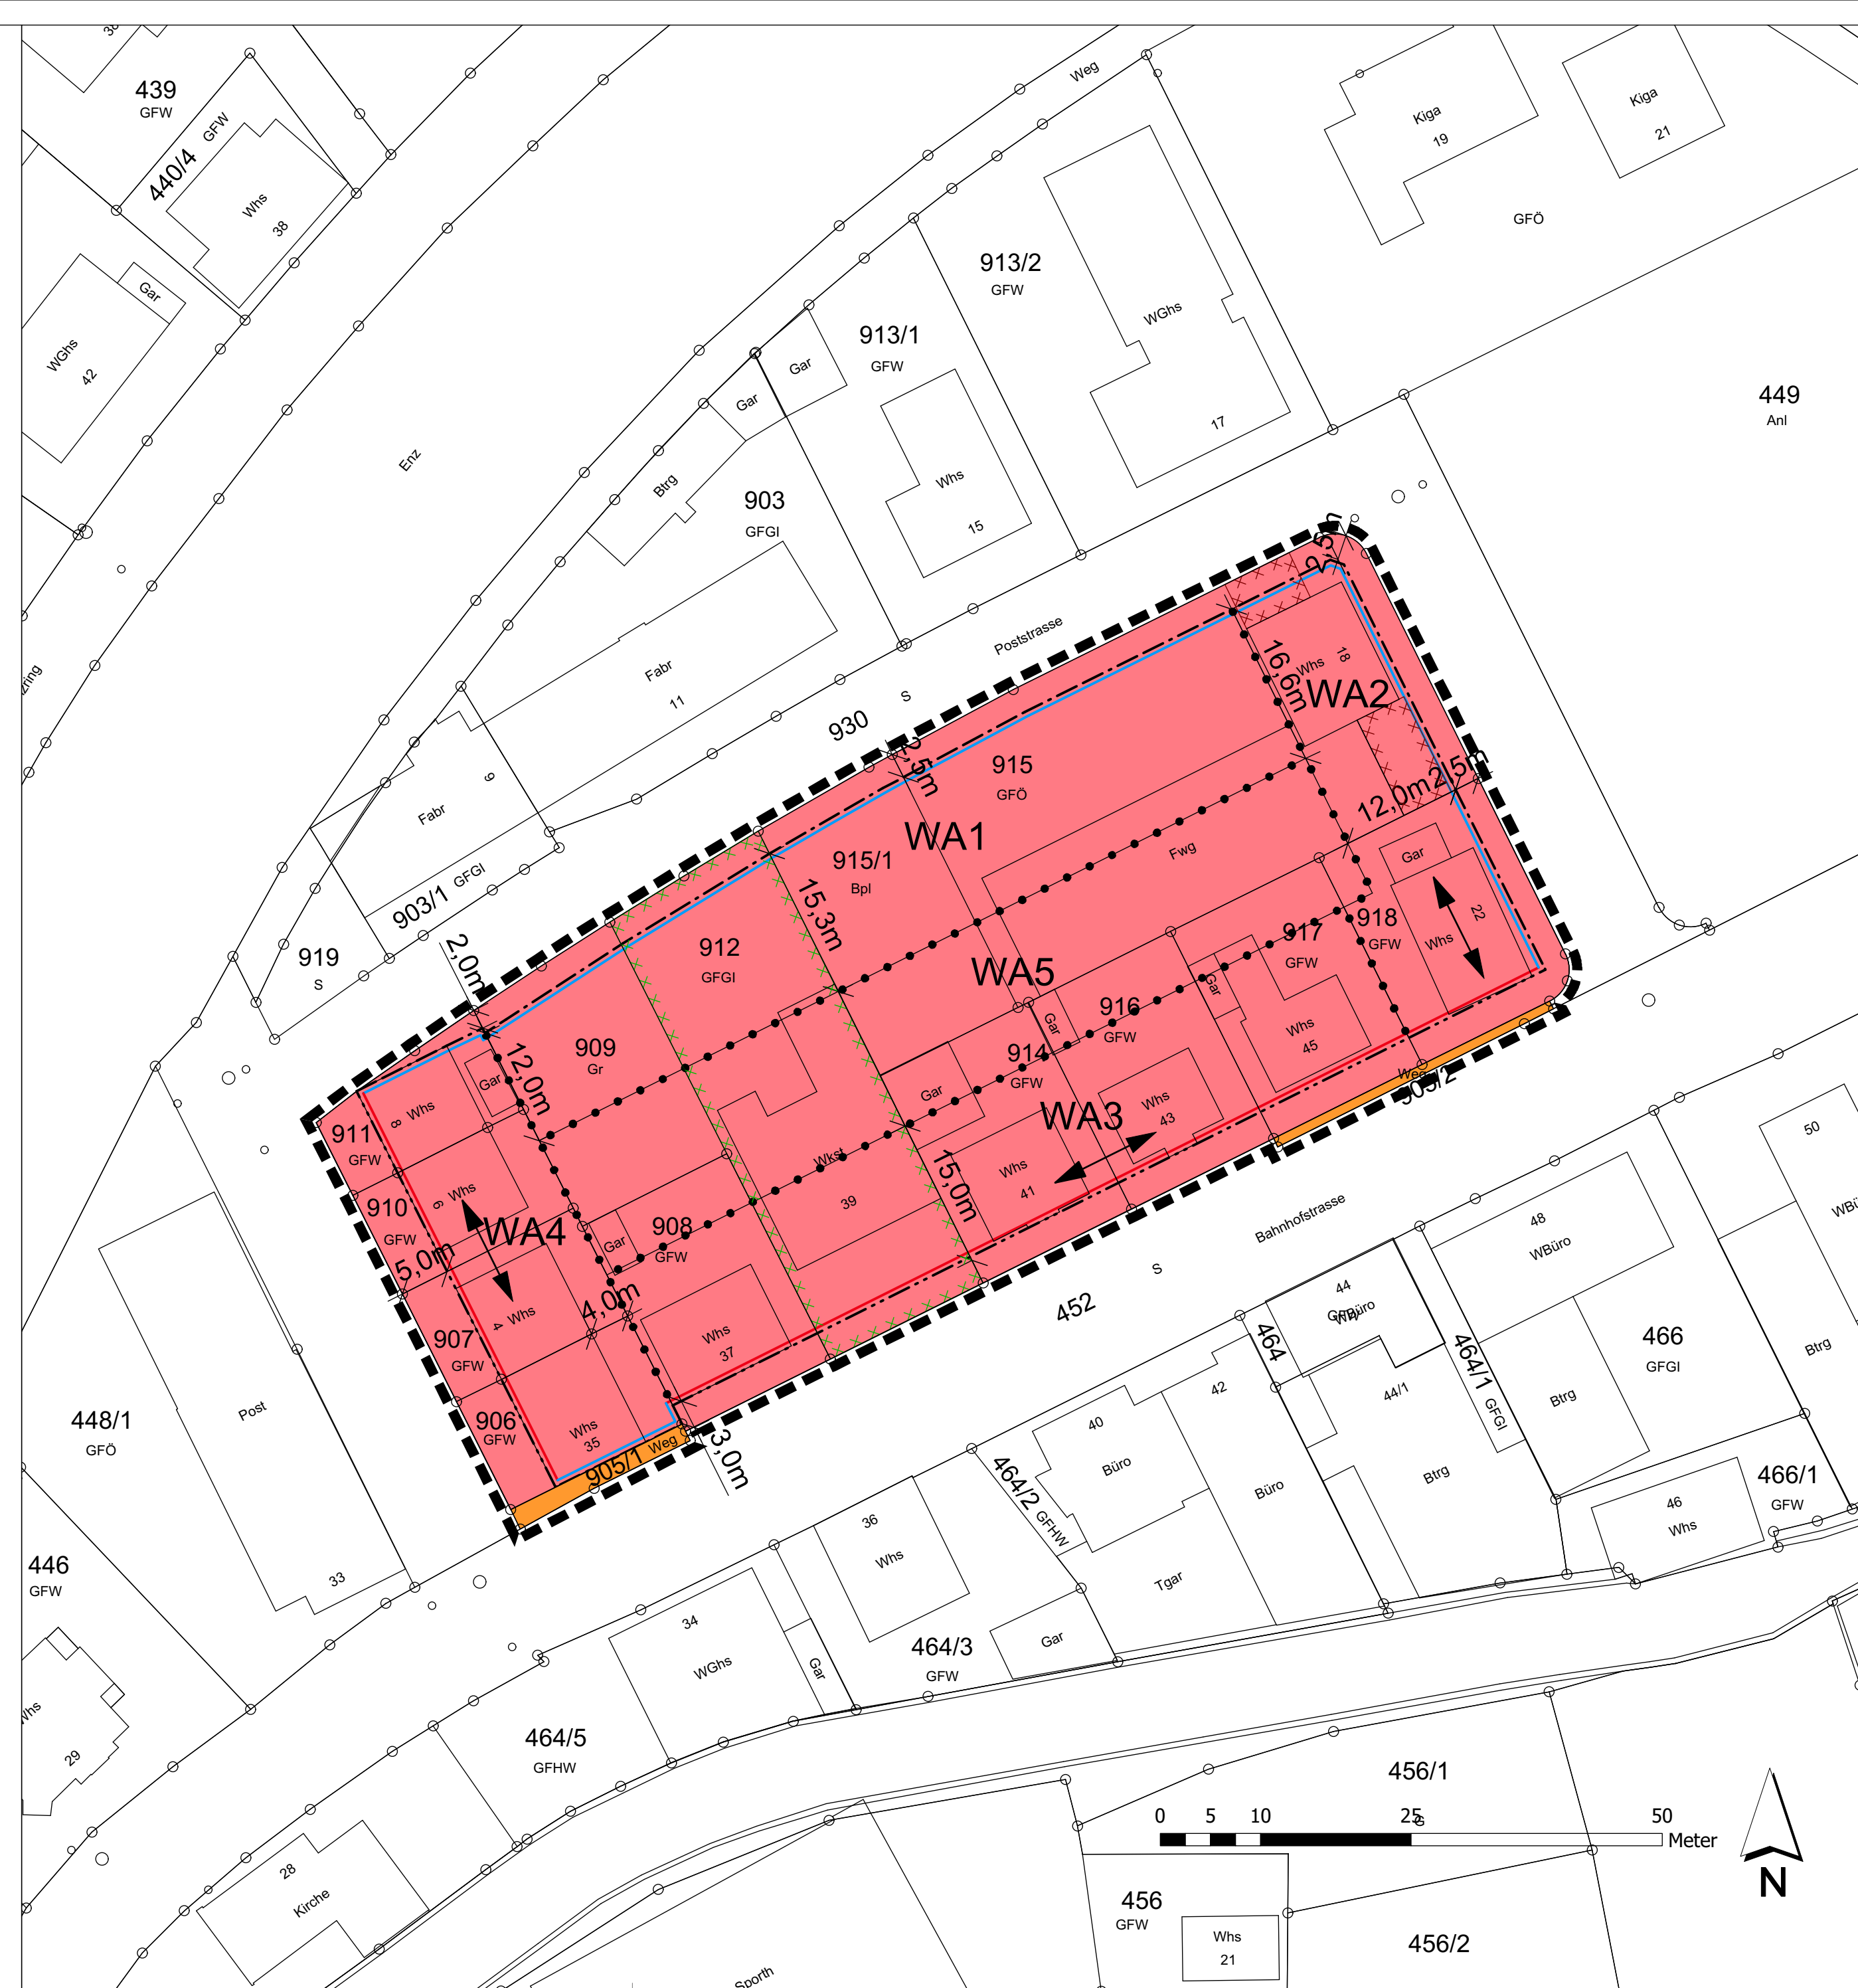 38
439
GFW
440/4
GFW
Whs
38
Gar
WGhs
42
Weg
Kiga
19
Kiga
21
GFÖ
913/2
GFW
WGhs
17
913/1
GFW
Gar
Gar
Whs
15
449
Anl
Enz
Btrg
903
GFGl
Fabr
11
Poststrasse
S
930
Fabr
9
903/1
GFGl
919
S
2,5m
16,6m
Whs
18
WA2
12,0m
2,5m
915
GFÖ
2,5m
WA1
915/1
Bpl
15,3m
Fwg
Gar
22
Whs
918
GFW
917
GFW
912
GFGl
2,0m
909
Gr
12,0m
WA5
Gar
916
GFW
Gar
Whs
45
914
GFW
Gar
WA3
Whs
43
Weg
905/2
Gar
Whs
8
911
GFW
910
GFW
Whs
6
WA4
5,0m
Whs
4
907
GFW
906
GFW
Whs
35
905/1
Weg
3,0m
4,0m
Gar
908
GFW
Whs
37
Wkst
39
15,0m
Whs
41
Bahnhofstrasse
S
452
50
48
WBüro
44
WBüro
464
464/1
GFGl
44/1
Btrg
466
GFGl
Btrg
Btrg
42
40
Büro
Büro
464/2
GFHW
Tgar
46
Whs
466/1
GFW
448/1
GFÖ
Post
33
446
GFW
Whs
29
36
Whs
34
WGhs
Gar
464/3
GFW
Gar
464/5
GFHW
28
Kirche
456/1
G
0 5 10 25 50
Meter
N
456
GFW
Whs
21
456/2
Sporth